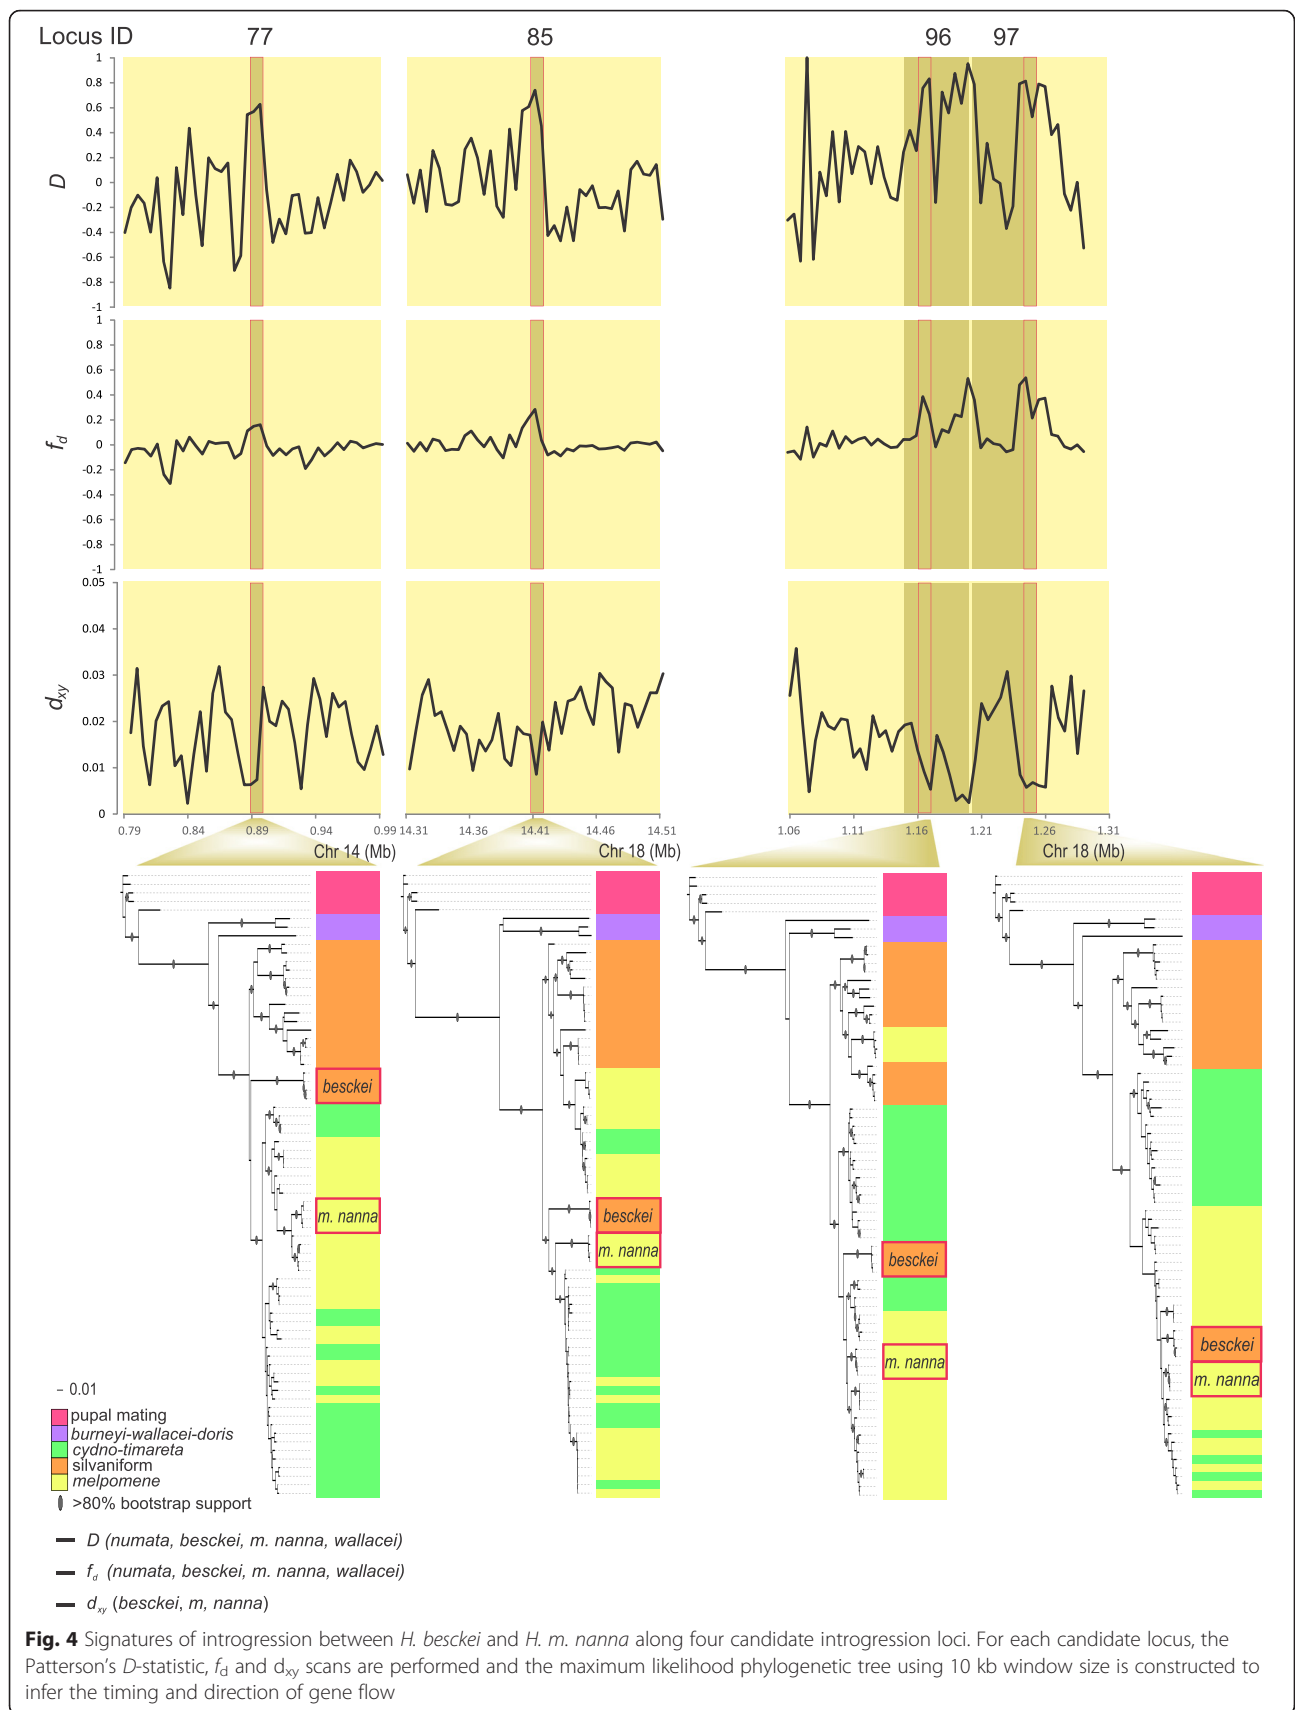 Locus ID 77 85 96 97
1
0.8
0.6
0.4
0.2
0
-0.2
-0.4
-0.6
-0.8
-1
D
1
0.8
0.6
0.4
0.2
0
-0.2
-0.4
-0.6
-0.8
-1
fd
0.05
0.04
0.03
0.02
0.01
0
dxy
0.79 0.84 0.89 0.94 0.99 14.31 14.36 14.41 14.46 14.51 1.06 1.11 1.16 1.21 1.26 1.31
Chr 14 (Mb) Chr 18 (Mb) Chr 18 (Mb)
besckei
m. nanna
besckei
m. nanna
besckei
m. nanna
besckei
m. nanna
– 0.01
pupal mating
burneyi-wallacei-doris
cydno-timareta
silvaniform
melpomene
>80% bootstrap support
D (numata, besckei, m. nanna, wallacei)
fd (numata, besckei, m. nanna, wallacei)
dxy (besckei, m, nanna)
Fig. 4 Signatures of introgression between H. besckei and H. m. nanna along four candidate introgression loci. For each candidate locus, the
Patterson's D-statistic, fd and dxy scans are performed and the maximum likelihood phylogenetic tree using 10 kb window size is constructed to
infer the timing and direction of gene flow